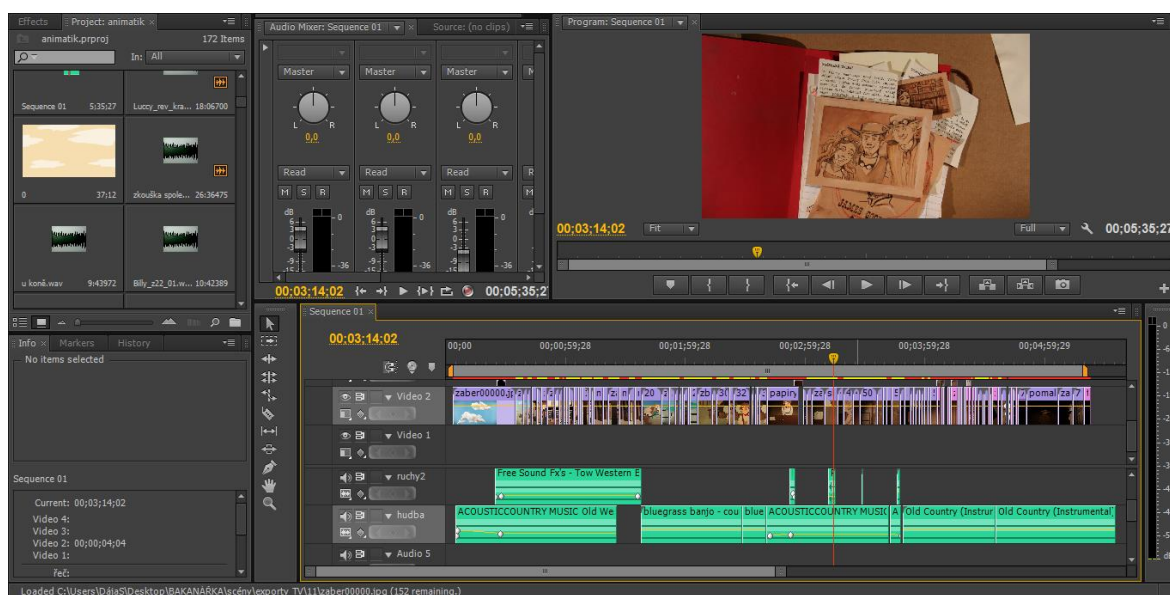 Effects
Project: animatik
animatik.prproj
172 Items
In: All
Sequence 01 5;35;27
Luccy_rev_kra... 18:06700
0 37;12
zkouška spole... 26:36475
u koně.wav 9:43972
Billy_z22_01.w... 10:42389
Info
Markers
History
No items selected
Sequence 01
Current: 00;03;14;02
Video 4:
Video 3:
Video 2: 00;00;04;04
Video 1:
řeč:
Audio Mixer: Sequence 01
Source: (no clips)
Master Master Master
L R L R L R
0,0 0,0 0,0
Read Read Read
M S R M S R M S R
dB dB dB
00;03;14;02
00;05;35;2
Program: Sequence 01
00;03;14;02
Fit
Full
00;05;35;27
Sequence 01
00;03;14;02
00;00 00;00;59;28 00;01;59;28 00;02;59;28 00;03;59;28 00;04;59;29
Video 2
zaber00000.jp
papiry
pomal
Video 1
ruchy2
Free Sound Fx's - Tow Western E
hudba
ACOUSTICCOUNTRY MUSIC Old We
bluegrass banjo - cou
blue
ACOUSTICCOUNTRY MUSIC
A
Old Country (Instrur
Old Country (Instrumental)
Audio 5
Loaded C:\Users\DájaS\Desktop\BAKANÁŘKA\scény\exporty_TV\11\zaber00000.jpg (152 remaining.)